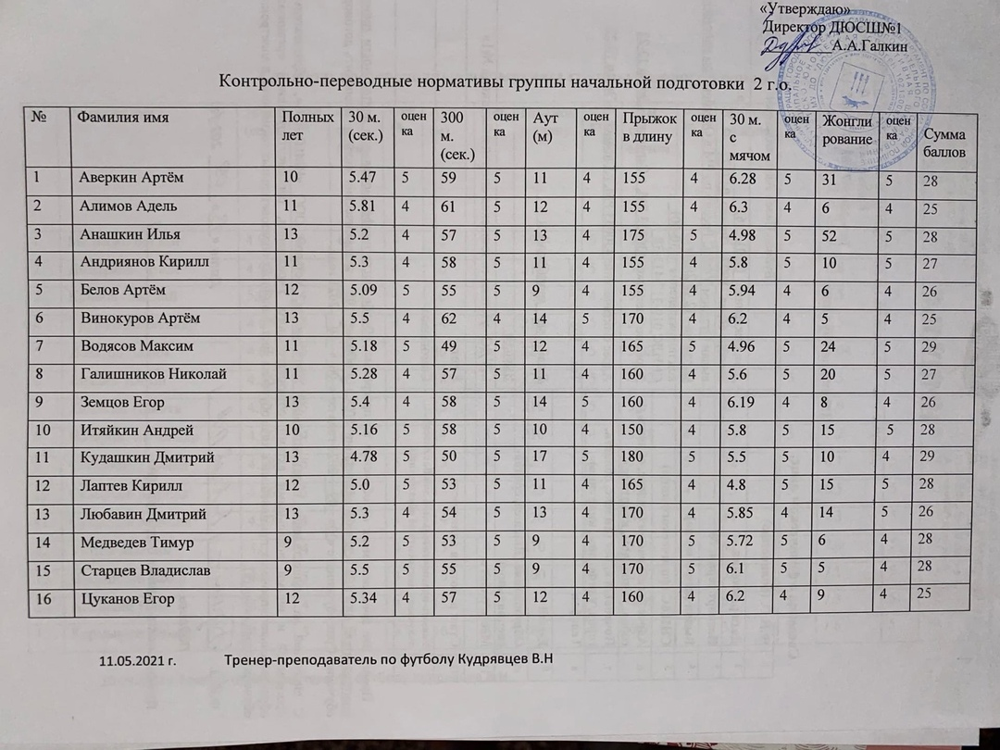 «Утверждаю»
Директор ДЮСШ№1
А.А.Галкин
Контрольно-переводные нормативы группы начальной подготовки 2 г.о.
№ Фамилия имя Полных лет 30 м. (сек.) оцен ка 300 м. (сек.) оцен ка Аут (м) оцен ка Прыжок в длину оцен ка 30 м. с мячом оцен ка Жонгли рование оцен ка Сумма баллов
1 Аверкин Артём 10 5.47 5 59 5 11 4 155 4 6.28 5 31 5 28
2 Алимов Адель 11 5.81 4 61 5 12 4 155 4 6.3 4 6 4 25
3 Анашкин Илья 13 5.2 4 57 5 13 4 175 5 4.98 5 52 5 28
4 Андриянов Кирилл 11 5.3 4 58 5 11 4 155 4 5.8 5 10 5 27
5 Белов Артём 12 5.09 5 55 5 9 4 155 4 5.94 4 6 4 26
6 Винокуров Артём 13 5.5 4 62 4 14 5 170 4 6.2 4 5 4 25
7 Водясов Максим 11 5.18 5 49 5 12 4 165 5 4.96 5 24 5 29
8 Галишников Николай 11 5.28 4 57 5 11 4 160 4 5.6 5 20 5 27
9 Земцов Егор 13 5.4 4 58 5 14 5 160 4 6.19 4 8 4 26
10 Итяйкин Андрей 10 5.16 5 58 5 10 4 150 4 5.8 5 15 5 28
11 Кудашкин Дмитрий 13 4.78 5 50 5 17 5 180 5 5.5 5 10 4 29
12 Лаптев Кирилл 12 5.0 5 53 5 11 4 165 4 4.8 5 15 5 28
13 Любавин Дмитрий 13 5.3 4 54 5 13 4 170 4 5.85 4 14 5 26
14 Медведев Тимур 9 5.2 5 53 5 9 4 170 5 5.72 5 6 4 28
15 Старцев Владислав 9 5.5 5 55 5 9 4 170 5 6.1 5 5 4 28
16 Цуканов Егор 12 5.34 4 57 5 12 4 160 4 6.2 4 9 4 25
11.05.2021 г. Тренер-преподаватель по футболу Кудрявцев В.Н